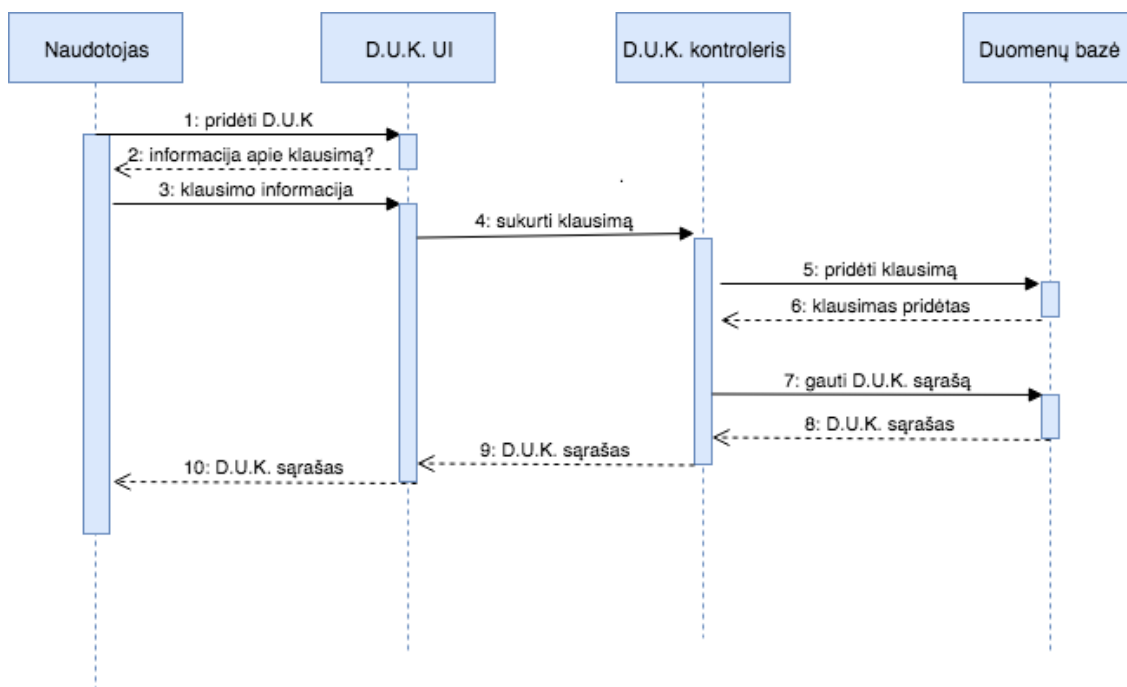 Naudotojas
D.U.K. UI
D.U.K. kontroleris
Duomenų bazė
1: pridėti D.U.K
2: informacija apie klausimą?
3: klausimo informacija
4: sukurti klausimą
5: pridėti klausimą
6: klausimas pridėtas
7: gauti D.U.K. sąrašą
8: D.U.K. sąrašas
9: D.U.K. sąrašas
10: D.U.K. sąrašas